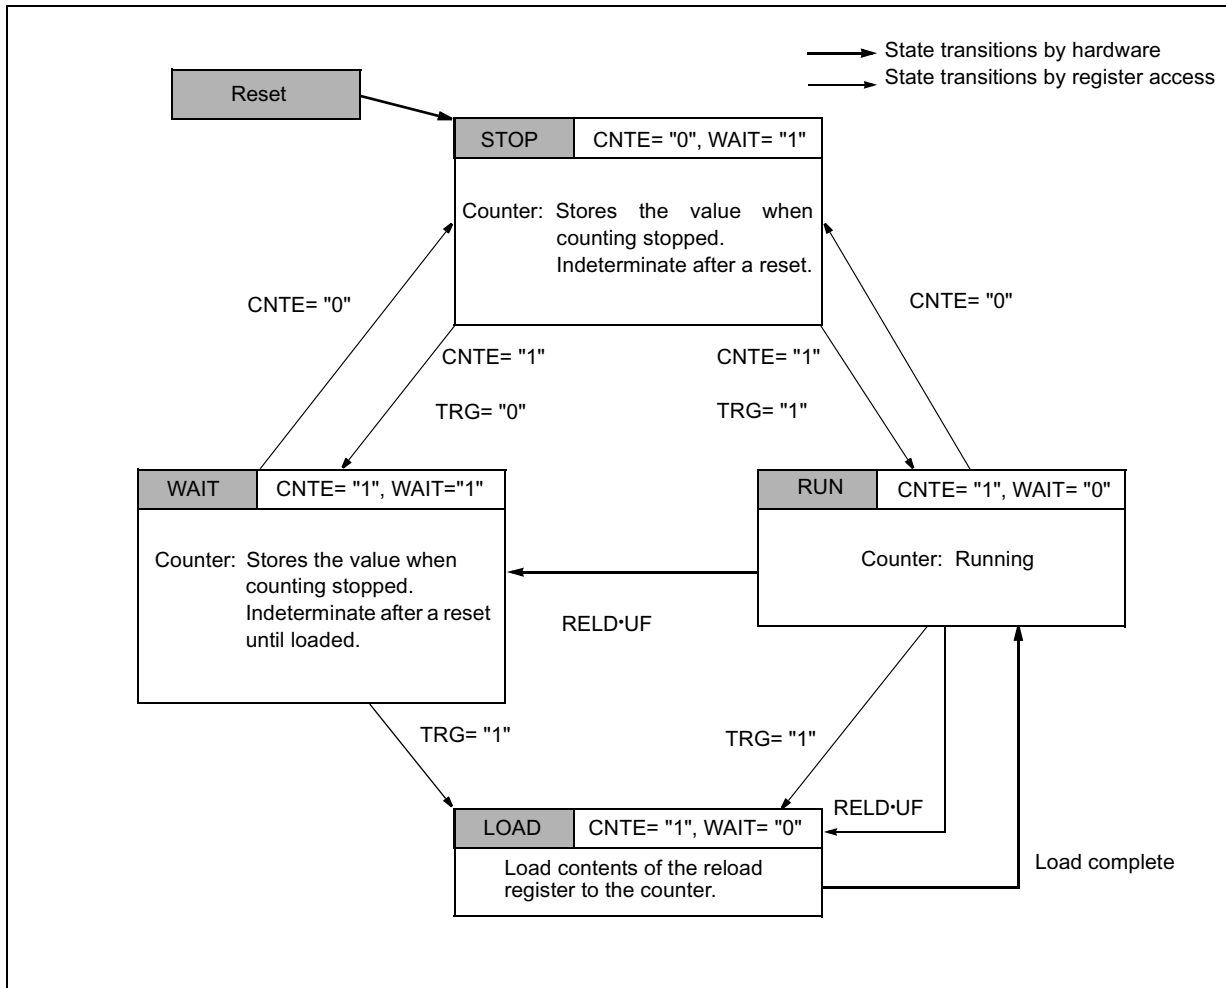 State transitions by hardware
State transitions by register access
Reset
STOP CNTE= "0", WAIT= "1"
Counter: Stores the value when
counting stopped.
Indeterminate after a reset.
CNTE= "0"
CNTE= "0"
CNTE= "1"
CNTE= "1"
TRG= "0"
TRG= "1"
WAIT CNTE= "1", WAIT="1"
RUN CNTE= "1", WAIT= "0"
Counter: Stores the value when
counting stopped.
Indeterminate after a reset
until loaded.
Counter: Running
RELD•UF
TRG= "1"
TRG= "1"
RELD•UF
LOAD CNTE= "1", WAIT= "0"
Load contents of the reload
register to the counter.
Load complete